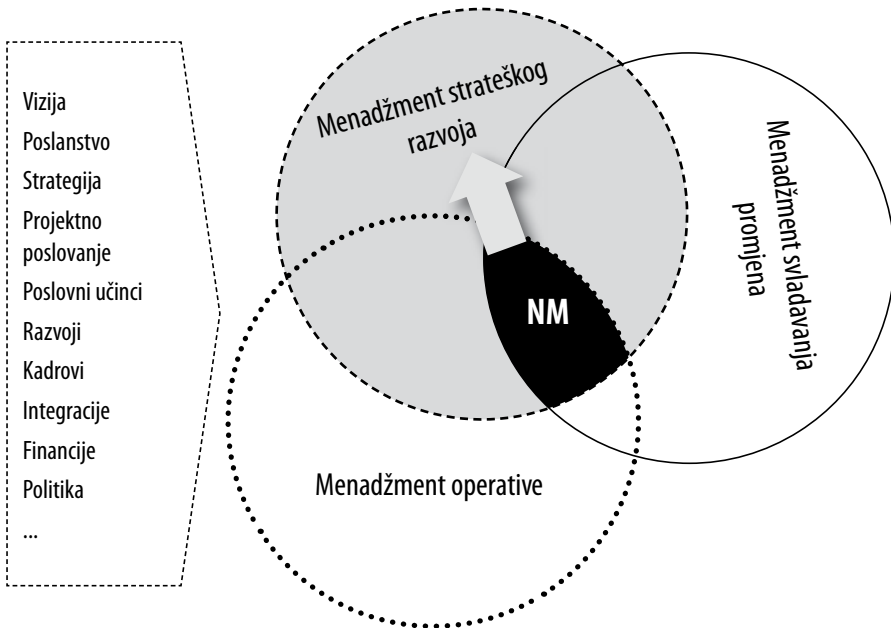 Vizija
Poslanstvo
Strategija
Projektno
poslovanje
Poslovni učinci
Razvoji
Kadrovi
Integracije
Financije
Politika
...
Menadžment strateškog
razvoja
Menadžment svladavanja
promjena
NM
Menadžment operative